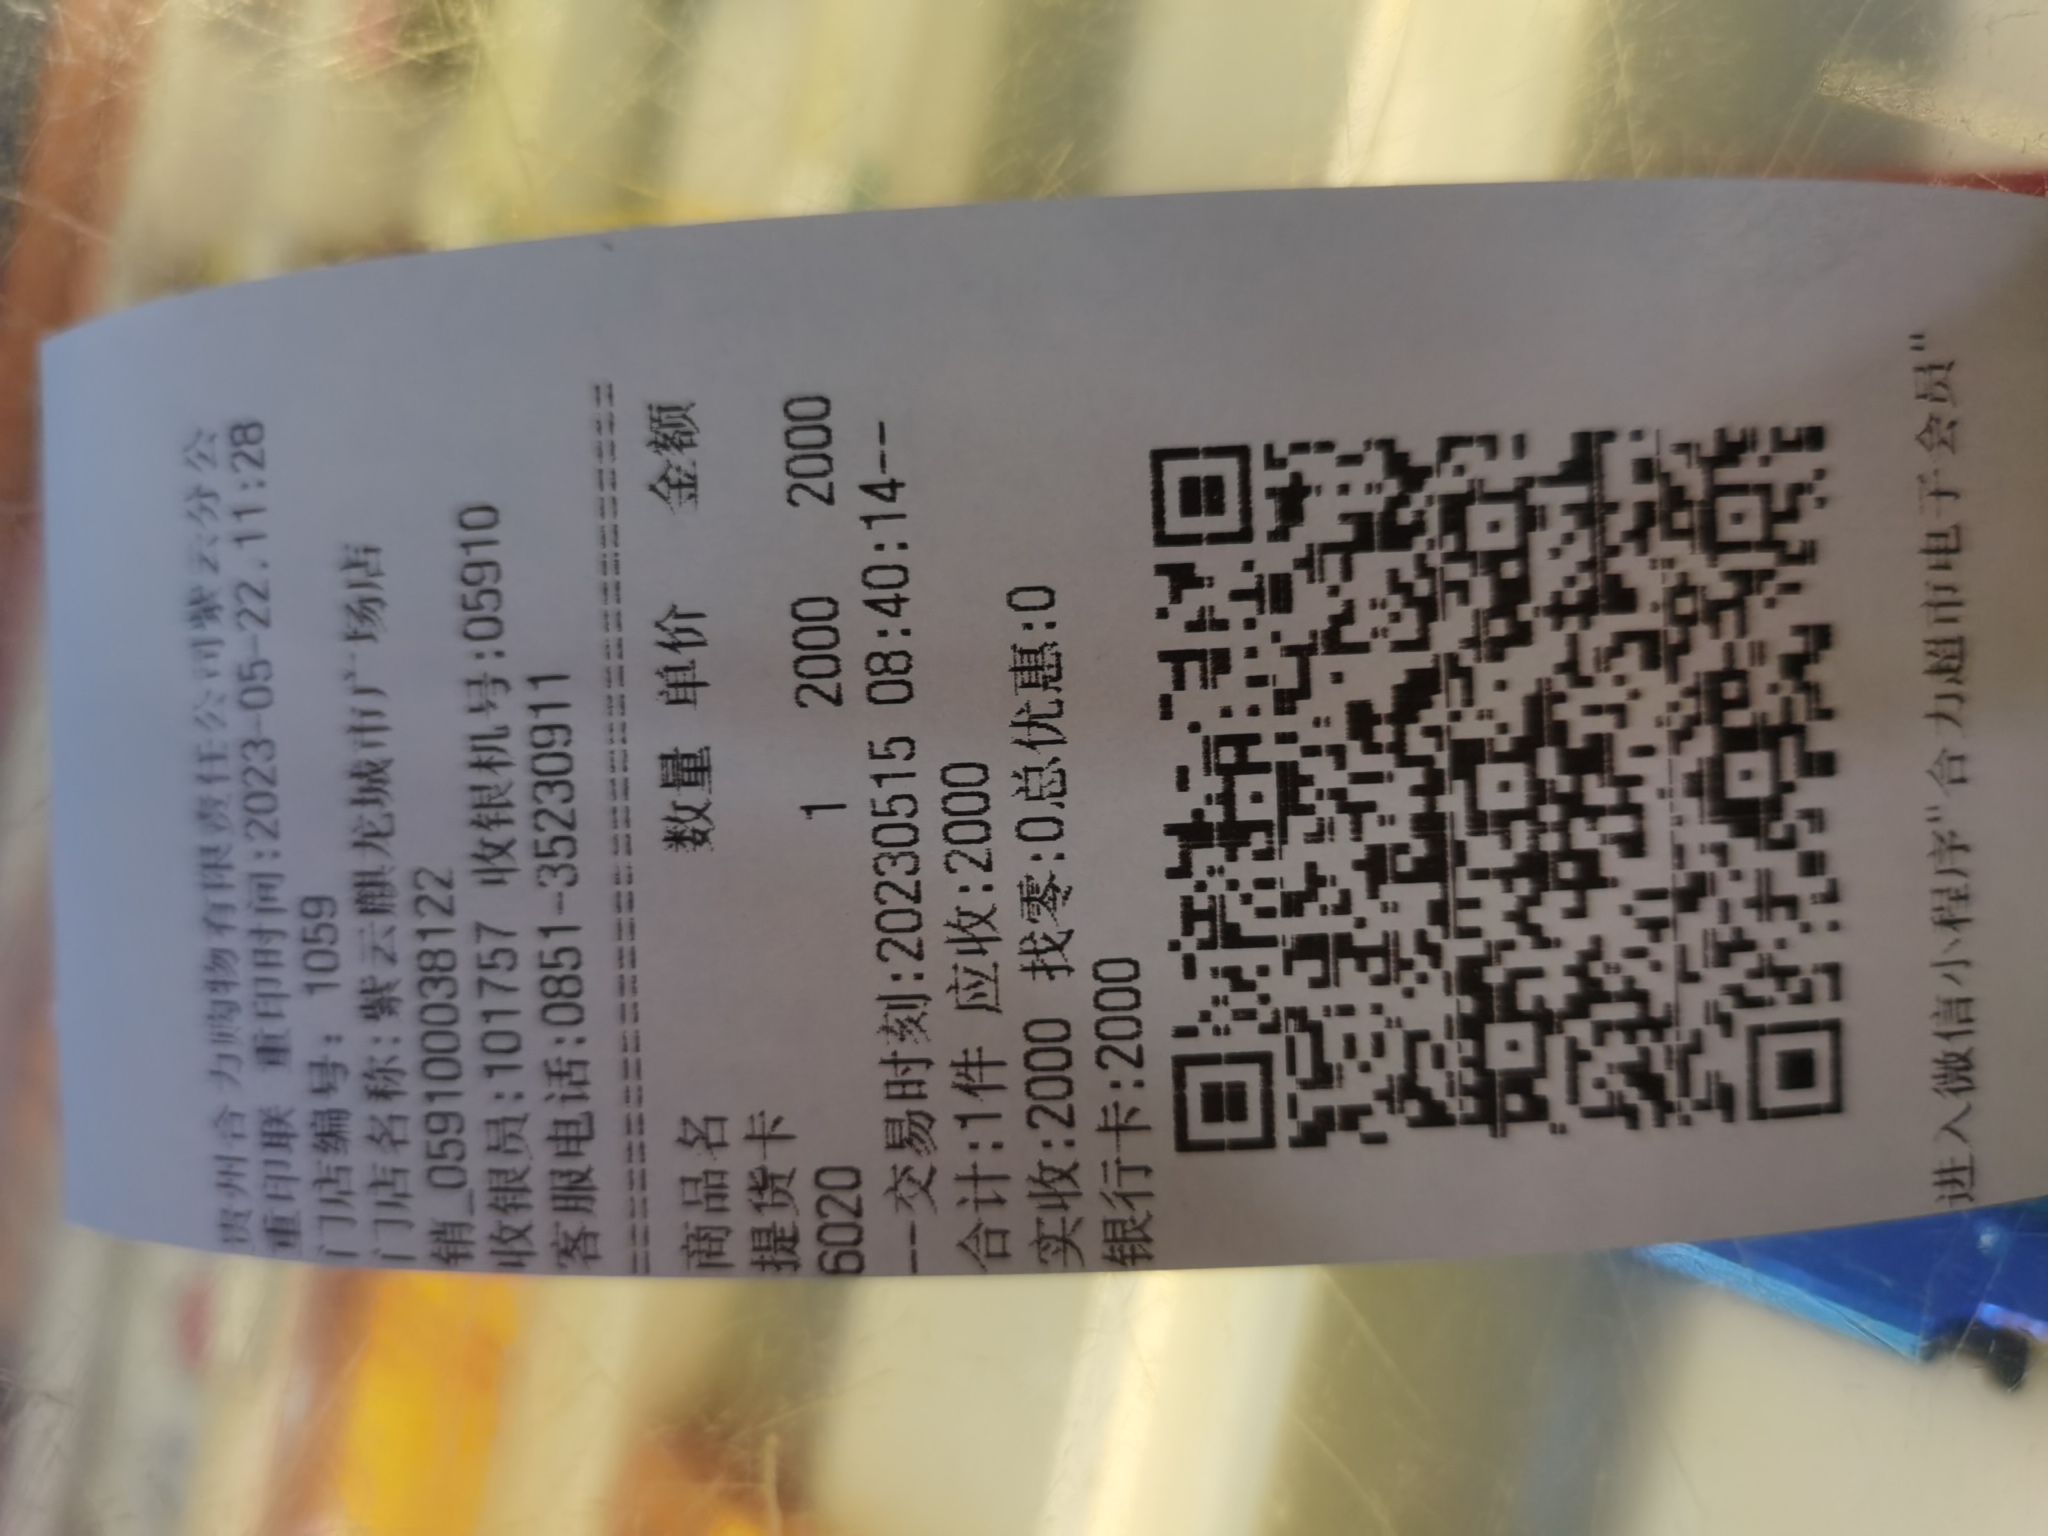 贵州合力购物有限责任公司紫云分公
重印联 重印时间:2023-05-22.11:28
门店编号: 1059
门店名称:紫云麒龙城市广场店
销_0591000038122
收银员:101757 收银机号:05910
客服电话:0851-35230911
================================
商品名 数量 单价 金额
提货卡
6020 1 2000 2000
--交易时刻:20230515 08:40:14--
合计:1件 应收:2000
实收:2000 找零:0总优惠:0
银行卡:2000
进入微信小程序"合力超市电子会员"